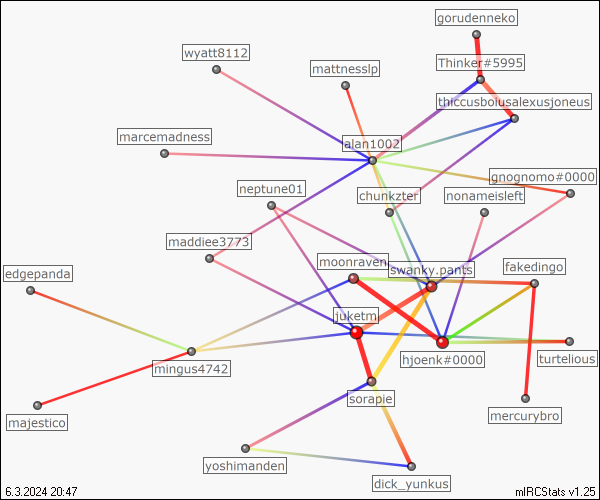 gorudenneko
wyatt8112
Thinker#5995
mattnesslp
thiccusbolusalexusjoneus
marcemadness
alan1002
gnognomo#0000
neptune01
chunkzter
nonameisleft
maddiee3773
moonraven
swanky.pants
fakedingo
edgepanda
juketm
hjoenk#0000
turtelious
mingus4742
sorapie
majestico
mercurybro
yoshimanden
dick_yunkus
6.3.2024 20:47
mIRCStats v1.25